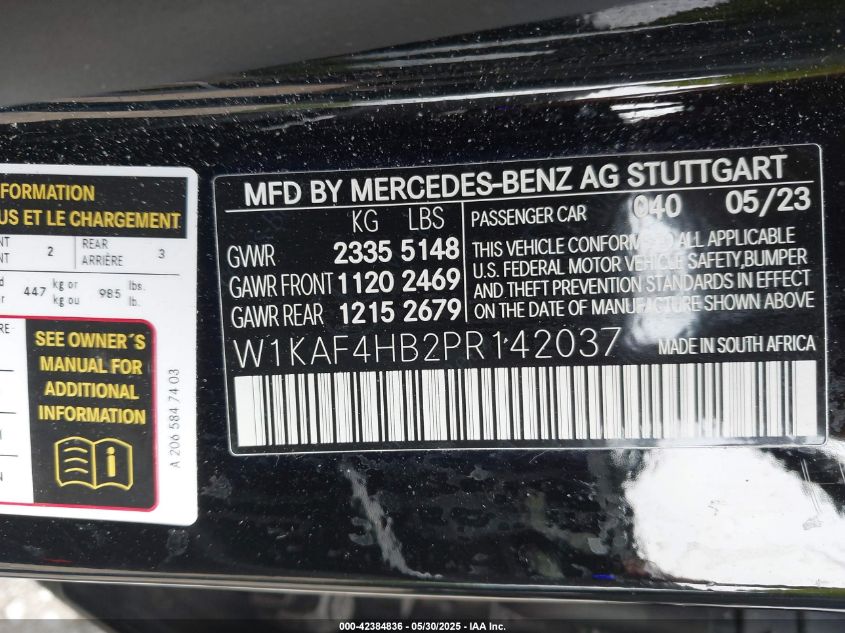 FORMATION
US ET LE CHARGEMENT
NT 2 REAR 3
NT ARRIÈRE
d 447 kg or 985 lbs.
r kg ou lb.
SEE OWNER'S
MANUAL FOR
ADDITIONAL
INFORMATION
A 206 584 74 03
MFD BY MERCEDES-BENZ AG STUTTGART
KG LBS PASSENGER CAR 040 05/23
GVWR 2335 5148
GAWR FRONT 1120 2469
GAWR REAR 1215 2679
THIS VEHICLE CONFORMS TO ALL APPLICABLE
U.S. FEDERAL MOTOR VEHICLE SAFETY, BUMPER
AND THEFT PREVENTION STANDARDS IN EFFECT
ON THE DATE OF MANUFACTURE SHOWN ABOVE
W1KAF4HB2PR142037 MADE IN SOUTH AFRICA
000-42384836 - 05/30/2025 - IAA Inc.